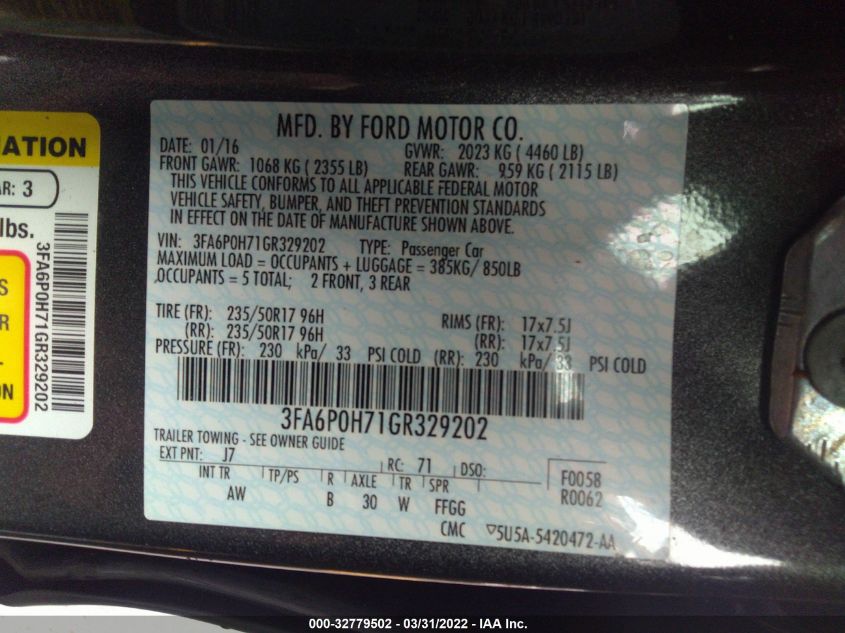 MATION
AR: 3
lbs.
S
OR
L-
ON
3FA6P0H71GR329202
MFD. BY FORD MOTOR CO.
DATE: 01/16 GVWR: 2023 KG ( 4460 LB)
FRONT GAWR: 1068 KG ( 2355 LB) REAR GAWR: 959 KG ( 2115 LB)
THIS VEHICLE CONFORMS TO ALL APPLICABLE FEDERAL MOTOR
VEHICLE SAFETY, BUMPER, AND THEFT PREVENTION STANDARDS
IN EFFECT ON THE DATE OF MANUFACTURE SHOWN ABOVE.
VIN: 3FA6P0H71GR329202 TYPE: Passenger Car
MAXIMUM LOAD = OCCUPANTS + LUGGAGE = 385KG/ 850LB
OCCUPANTS = 5 TOTAL; 2 FRONT, 3 REAR
TIRE (FR): 235/50R17 96H RIMS (FR): 17x7.5J
(RR): 235/50R17 96H (RR): 17x7.5J
PRESSURE (FR): 230 kPa/ 33 PSI COLD (RR): 230 kPa/ 33 PSI COLD
3FA6P0H71GR329202
TRAILER TOWING - SEE OWNER GUIDE
EXT PNT: J7 RC: 71 DSO: F0058
INT TR TP/PS R AXLE TR SPR R0062
AW B 30 W FFGG
CMC ▽5U5A-5420472-AA
000-32779502 - 03/31/2022 - IAA Inc.